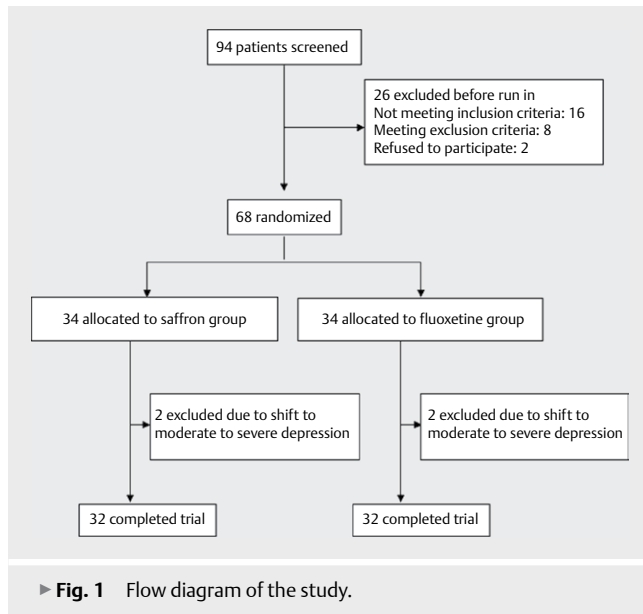 94 patients screened
26 excluded before run in
Not meeting inclusion criteria: 16
Meeting exclusion criteria: 8
Refused to participate: 2
68 randomized
34 allocated to saffron group
34 allocated to fluoxetine group
2 excluded due to shift to
moderate to severe depression
2 excluded due to shift to
moderate to severe depression
32 completed trial
32 completed trial
▶ Fig. 1 Flow diagram of the study.